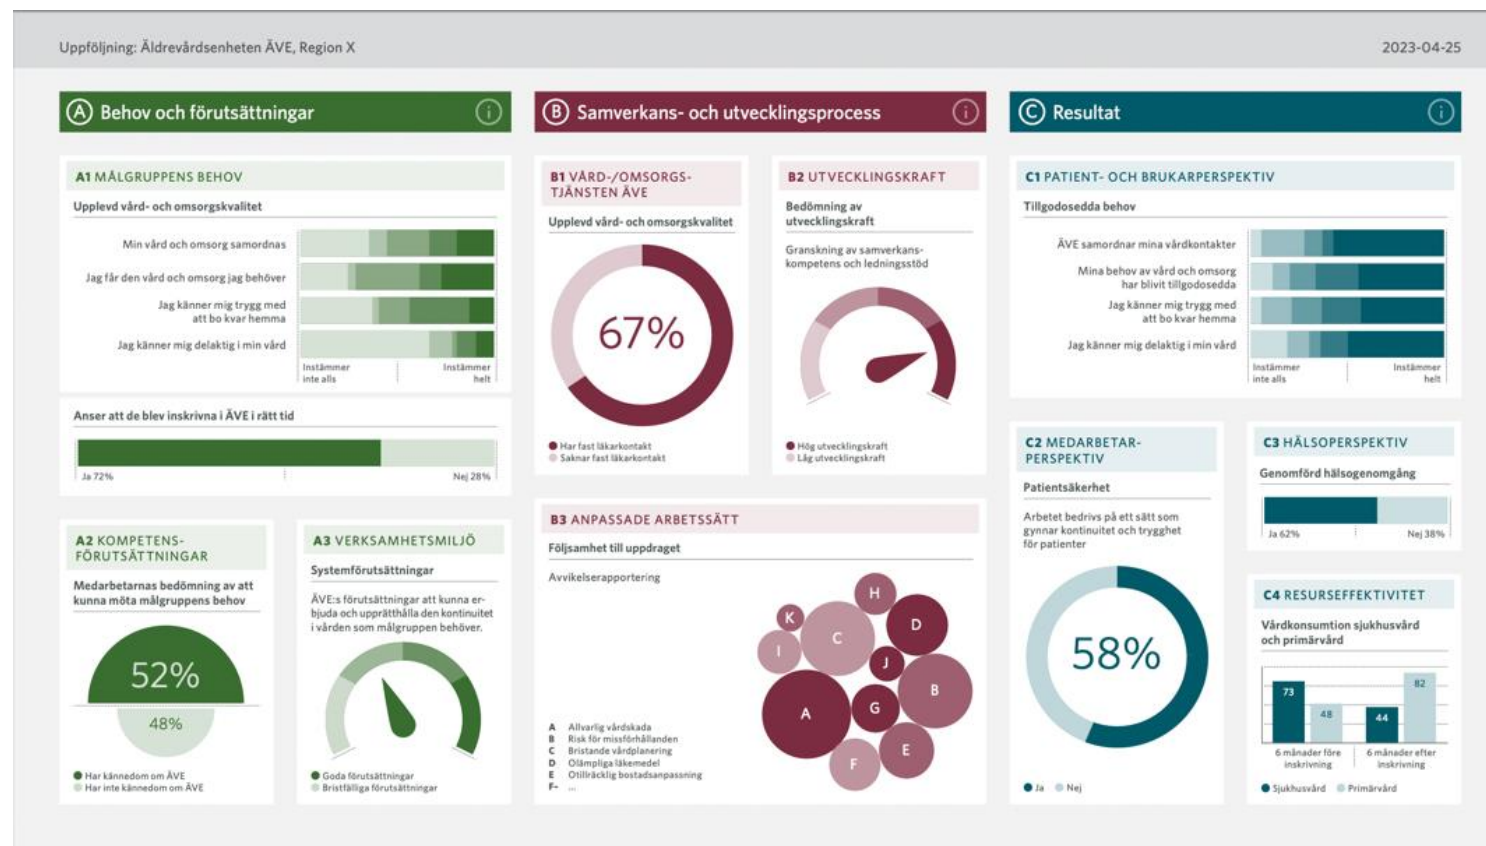 Uppföljning: Äldrevårdsenheten ÄVE, Region X
2023-04-25
A Behov och förutsättningar i
A1 MÅLGRUPPENS BEHOV
Upplevd vård- och omsorgskvalitet
Min vård och omsorg samordnas
Jag får den vård och omsorg jag behöver
Jag känner mig trygg med
att bo kvar hemma
Jag känner mig delaktig i min vård
Instämmer
inte alls
Instämmer
helt
Anser att de blev inskrivna i ÄVE i rätt tid
Ja 72%
Nej 28%
A2 KOMPETENS-
FÖRUTSÄTTNINGAR
Medarbetarnas bedömning av att
kunna möta målgruppens behov
52%
48%
Har kännedom om ÄVE
Har inte kännedom om ÄVE
A3 VERKSAMHETSMILJÖ
Systemförutsättningar
ÄVE:s förutsättningar att kunna er-
bjuda och upprätthålla den kontinuitet
i vården som målgruppen behöver.
Goda förutsättningar
Bristfälliga förutsättningar
B Samverkans- och utvecklingsprocess i
B1 VÅRD-/OMSORGS-
TJÄNSTEN ÄVE
Upplevd vård- och omsorgskvalitet
67%
Har fast läkarkontakt
Saknar fast läkarkontakt
B2 UTVECKLINGSKRAFT
Bedömning av
utvecklingskraft
Granskning av samverkans-
kompetens och ledningsstöd
Hög utvecklingskraft
Låg utvecklingskraft
B3 ANPASSADE ARBETSSÄTT
Följsamhet till uppdraget
Avvikelserapportering
H
K
D
C
I
J
B
A
G
E
F
A Allvarlig vårdskada
B Risk för missförhållanden
C Bristande vårdplanering
D Olämpliga läkemedel
E Otillräcklig bostadsanpassning
F– ...
C Resultat i
C1 PATIENT- OCH BRUKARPERSPEKTIV
Tillgodosedda behov
ÄVE samordnar mina vårdkontakter
Mina behov av vård och omsorg
har blivit tillgodosedda
Jag känner mig trygg med
att bo kvar hemma
Jag känner mig delaktig i min vård
Instämmer
inte alls
Instämmer
helt
C2 MEDARBETAR-
PERSPEKTIV
Patientsäkerhet
Arbetet bedrivs på ett sätt som
gynnar kontinuitet och trygghet
för patienter
58%
Ja Nej
C3 HÄLSOPERSPEKTIV
Genomförd hälsogenomgång
Ja 62%
Nej 38%
C4 RESURSEFFEKTIVITET
Vårdkonsumtion sjukhusvård
och primärvård
73
48
44
82
6 månader före
inskrivning
6 månader efter
inskrivning
Sjukhusvård Primärvård